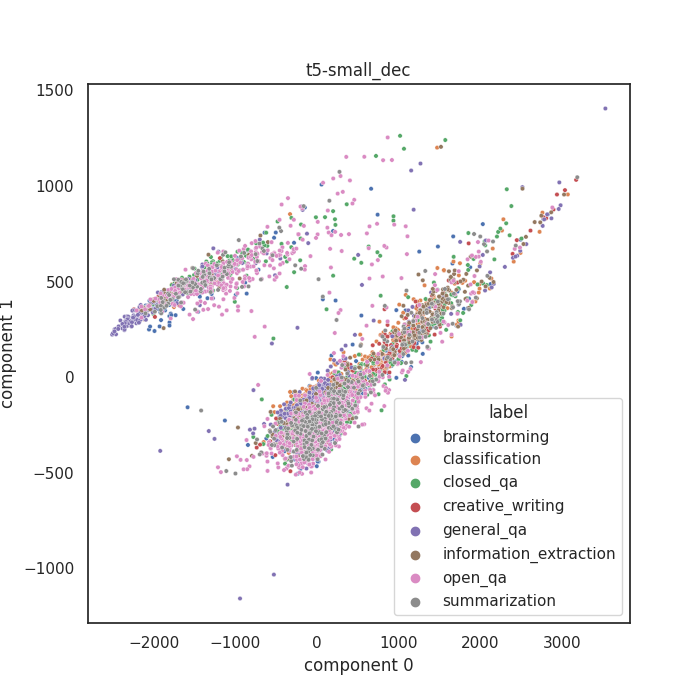 t5-small_dec
1500
1000
500
0
−500
−1000
component 1
−2000
−1000
0
1000
2000
3000
component 0
label
brainstorming
classification
closed_qa
creative_writing
general_qa
information_extraction
open_qa
summarization